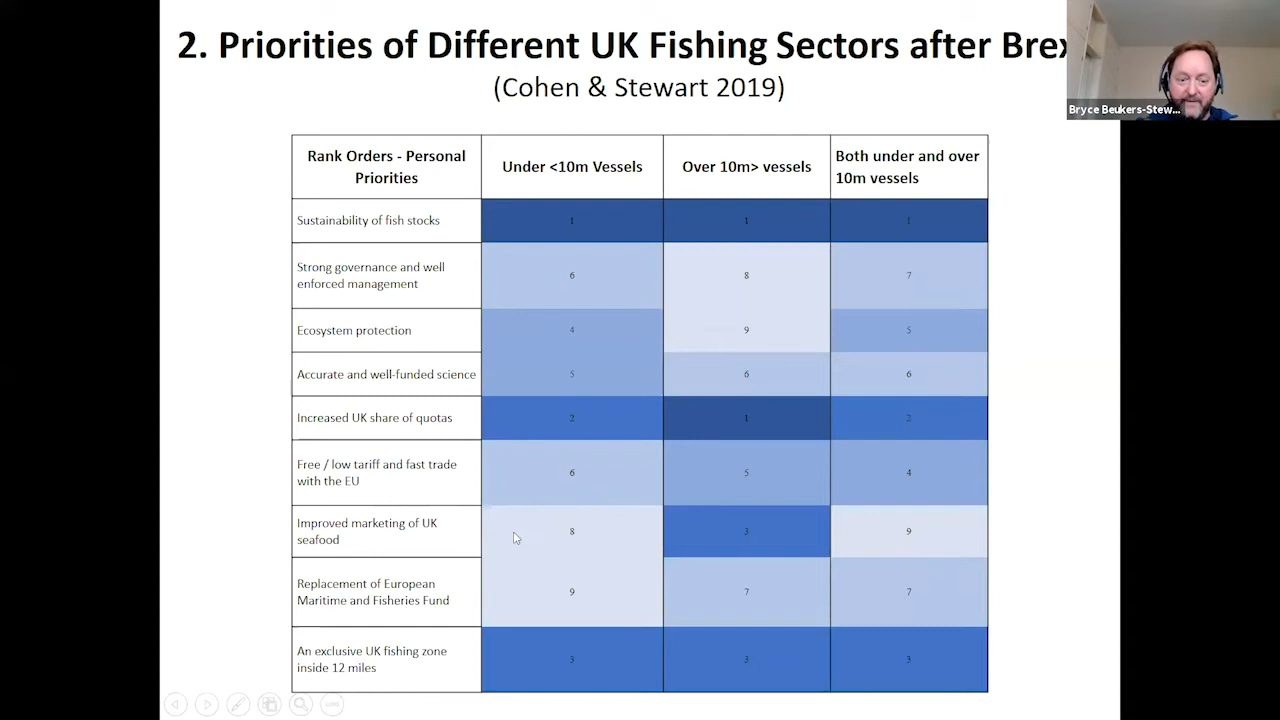 2. Priorities of Different UK Fishing Sectors after Brex
(Cohen & Stewart 2019)
Bryce Beukers-Stew...
Rank Orders - Personal
Priorities
Under <10m Vessels
Over 10m> vessels
Both under and over
10m vessels
Sustainability of fish stocks
1
1
1
Strong governance and well
enforced management
6
8
7
Ecosystem protection
4
9
5
Accurate and well-funded science
5
6
6
Increased UK share of quotas
2
1
2
Free / low tariff and fast trade
with the EU
6
5
4
Improved marketing of UK
seafood
8
3
9
Replacement of European
Maritime and Fisheries Fund
9
7
7
An exclusive UK fishing zone
inside 12 miles
3
3
3